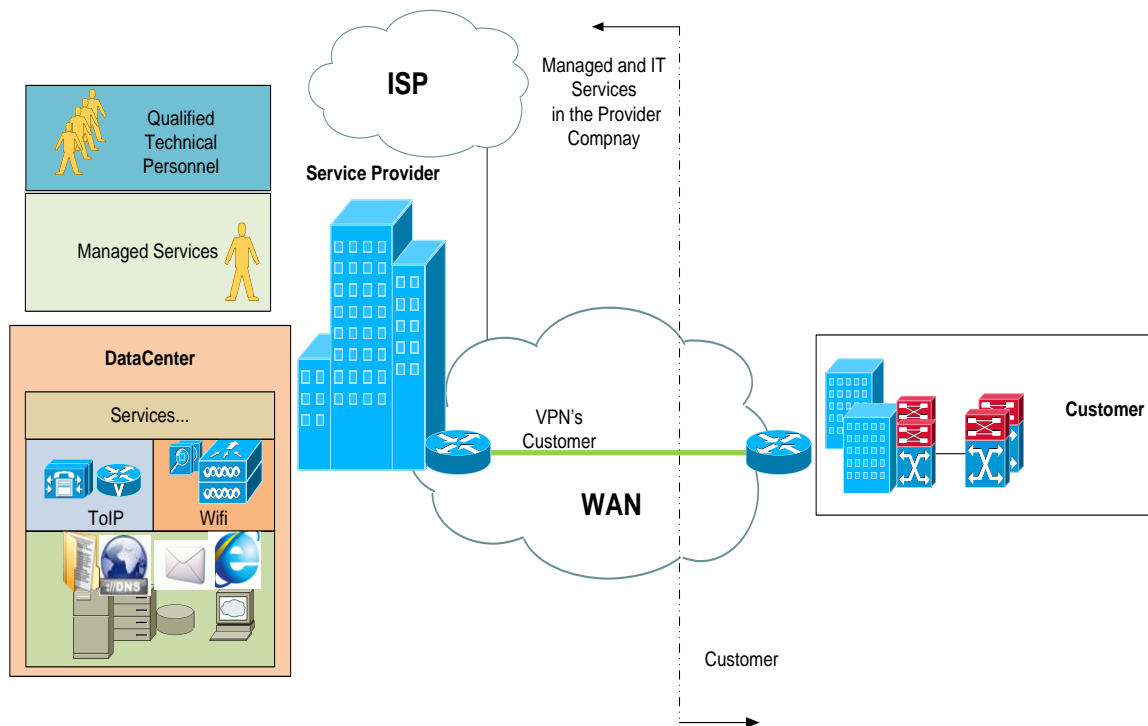 ISP
Managed and IT
Services
in the Provider
Compnay
Qualified
Technical
Personnel
Service Provider
Managed Services
DataCenter
Services...
ToIP
Wifi
://DNS
VPN's
Customer
WAN
Customer
Customer
V